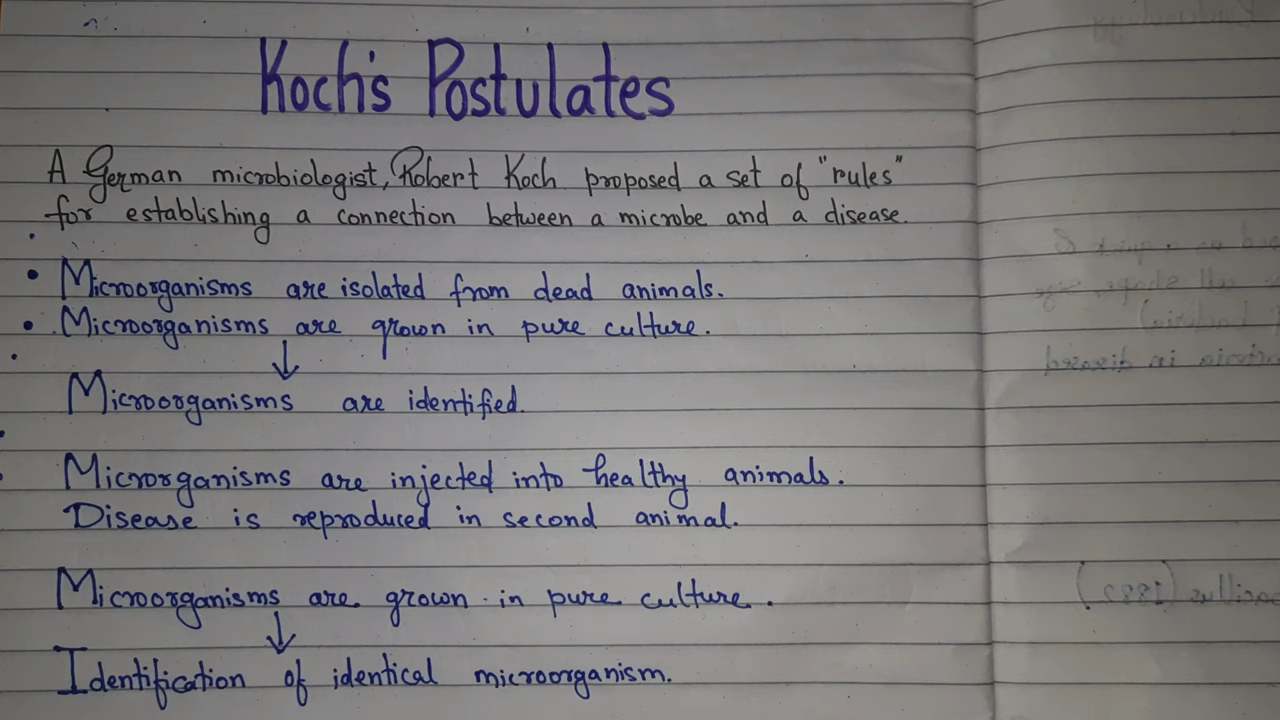 Koch's Postulates
A German microbiologist, Robert Koch proposed a set of "rules"
for establishing a connection between a microbe and a disease.
• Microorganisms are isolated from dead animals.
• Microorganisms are grown in pure culture.
↓
Microorganisms are identified.
Microrganisms are injected into healthy animals.
Disease is reproduced in second animal.
Microorganisms are grown in pure culture.
↓
Identification of identical microorganism.